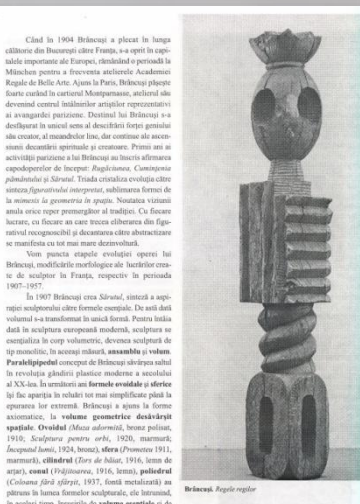 Când în 1904 Brâncuşi a plecat în lunga
călătorie din Bucureşti către Franţa, s-a oprit în capi-
talele importante ale Europei, rămânând o perioadă la
München pentru a frecventa atelierele Academiei
Regale de Belle Arte. Ajuns la Paris, Brâncuşi păşeşte
foarte curând în cartierul Montparnasse, atelierul său
devenind centrul întâlnirilor artiştilor reprezentativi
ai avangardei pariziene. Destinul lui Brâncuşi s-a
desfăşurat în unicul sens al descifrării forţei geniului
său creator, al meandrelor line, dar continue ale ascen-
siunii decantării spirituale şi creatoare. Primii ani ai
activităţii pariziene a lui Brâncuşi au înscris afirmarea
capodoperelor de început: Rugăciunea, Cuminţenia
pământului şi Sărutul. Triada cristaliza evoluţia către
sinteza figurativului interpretat, sublimarea formei de
la mimesis la geometria în spaţiu. Noutatea viziunii
anula orice reper premergător al tradiţiei. Cu fiecare
lucrare, cu fiecare an care trecea eliberarea din figu-
rativul recognoscibil şi decantarea către abstractizare
se manifesta cu tot mai mare dezinvoltură.
Vom puncta etapele evoluţiei operei lui
Brâncuşi, modificările morfologice ale lucrărilor crea-
te de sculptor în Franţa, respectiv în perioada
1907-1957.
În 1907 Brâncuşi crea Sărutul, sinteză a aspi-
raţiei sculptorului către formele esenţiale. De astă dată
volumul s-a transformat în unică formă. Pentru întâia
dată în sculptura europeană modernă, sculptura se
esenţializa în corp volumetric, devenea sculptură de
tip monolitic, în aceeaşi măsură, ansamblu şi volum.
Paralelipipedul conceput de Brâncuşi săvârşea saltul
în revoluţia gândirii plastice moderne a secolului
al XX-lea. În următorii ani formele ovoidale şi sferice
îşi fac apariţia în reluări tot mai simplificate până la
epurarea lor extremă. Brâncuşi a ajuns la forme
axiomatice, la volume geometrice desăvârşit
spaţiale. Ovoidul (Muza adormită, bronz polisat,
1910; Sculptura pentru orbi, 1920, marmură;
Începutul lumii, 1924, bronz), sfera (Prometeu 1911,
marmură), cilindrul (Tors de băiat, 1916, lemn de
arţar), conul (Vrăjitoarea, 1916, lemn), poliedrul
(Coloana fără sfârşit, 1937, fontă metalizată) au
pătruns în lumea formelor sculpturale, ele întrunind,
Brâncuşi. Regele regilor